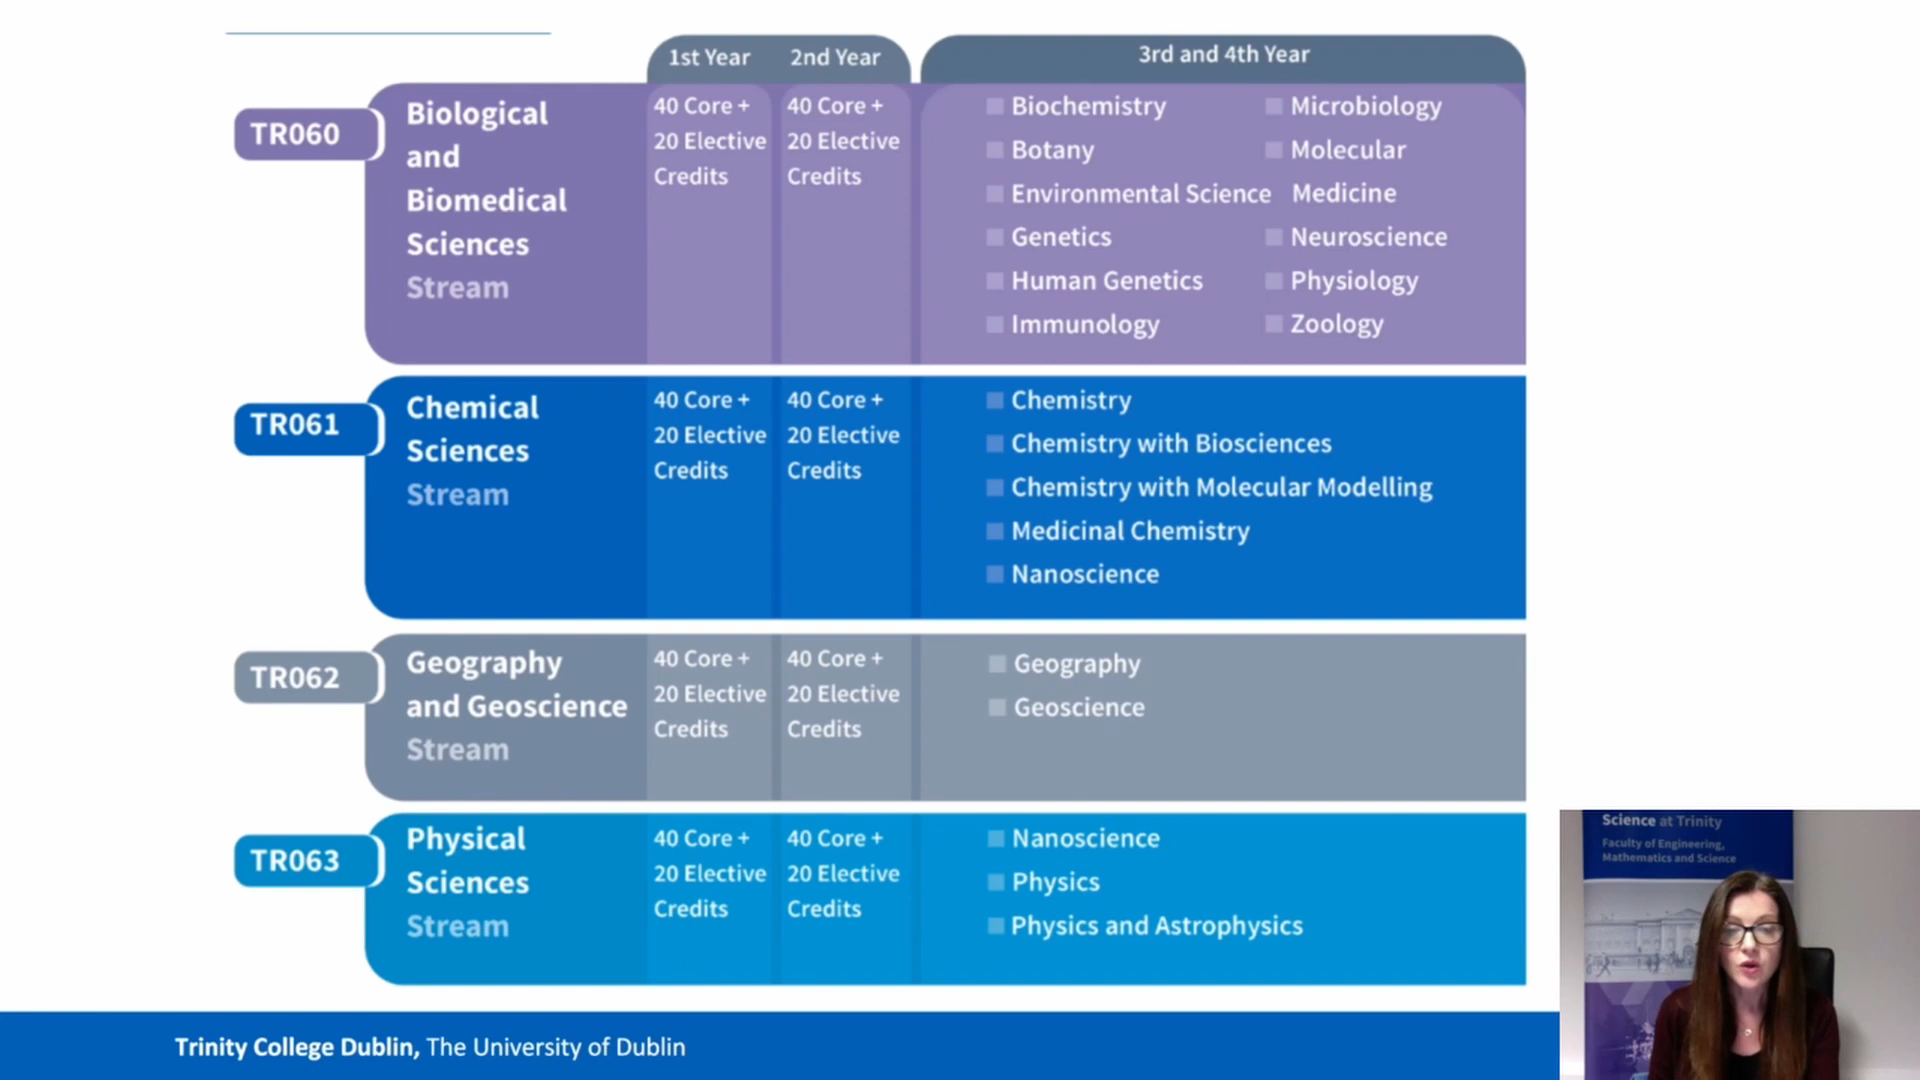 1st Year
2nd Year
3rd and 4th Year
TR060
Biological
and
Biomedical
Sciences
Stream
40 Core +
20 Elective
Credits
40 Core +
20 Elective
Credits
Biochemistry
Botany
Environmental Science
Genetics
Human Genetics
Immunology
Microbiology
Molecular
Medicine
Neuroscience
Physiology
Zoology
TR061
Chemical
Sciences
Stream
40 Core +
20 Elective
Credits
40 Core +
20 Elective
Credits
Chemistry
Chemistry with Biosciences
Chemistry with Molecular Modelling
Medicinal Chemistry
Nanoscience
TR062
Geography
and Geoscience
Stream
40 Core +
20 Elective
Credits
40 Core +
20 Elective
Credits
Geography
Geoscience
TR063
Physical
Sciences
Stream
40 Core +
20 Elective
Credits
40 Core +
20 Elective
Credits
Nanoscience
Physics
Physics and Astrophysics
Science at Trinity
Faculty of Engineering,
Mathematics and Science
Trinity College Dublin, The University of Dublin